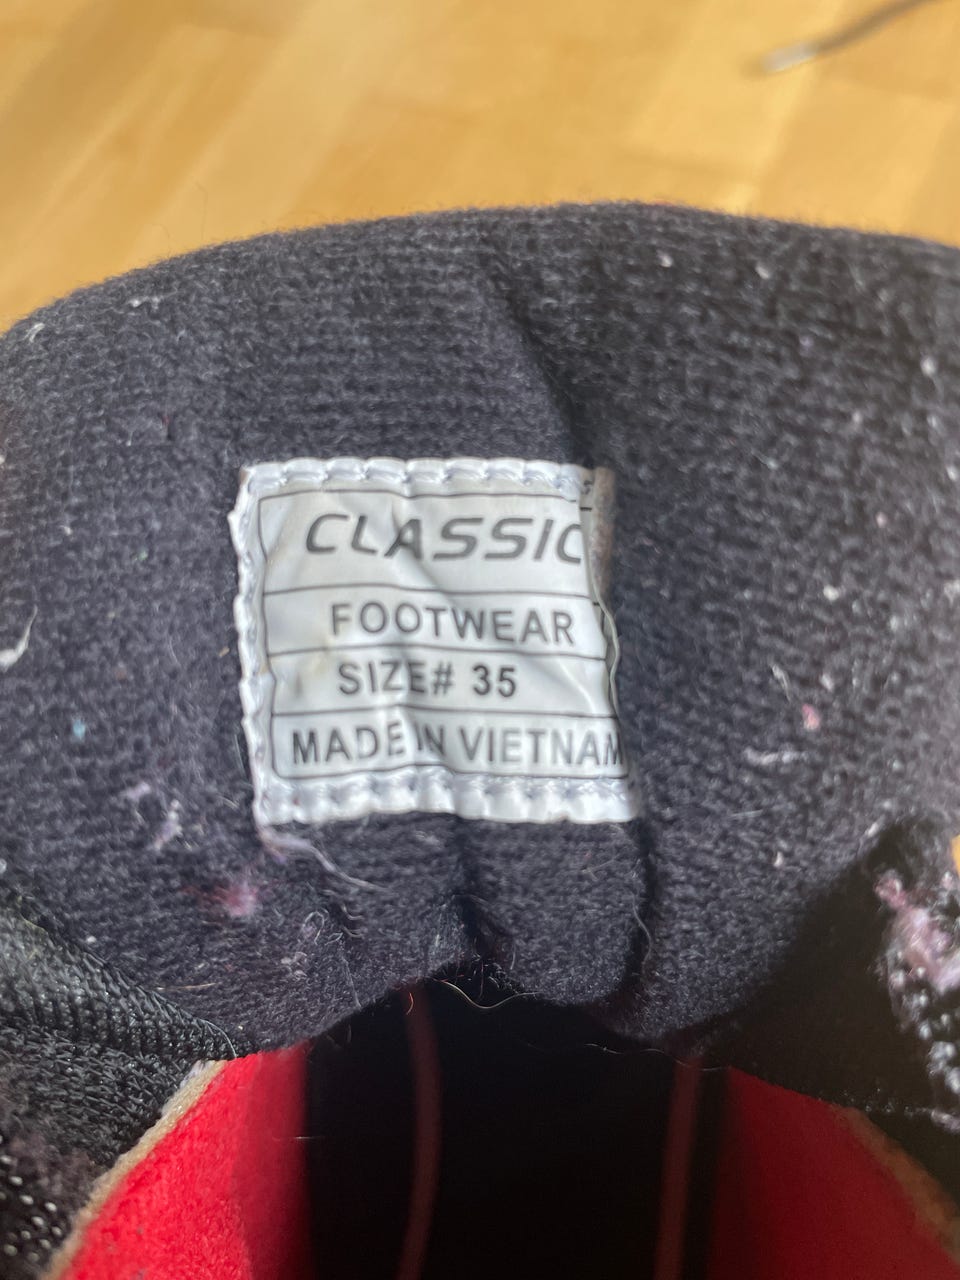 CLASSIC
FOOTWEAR
SIZE# 35
MADE IN VIETNAM